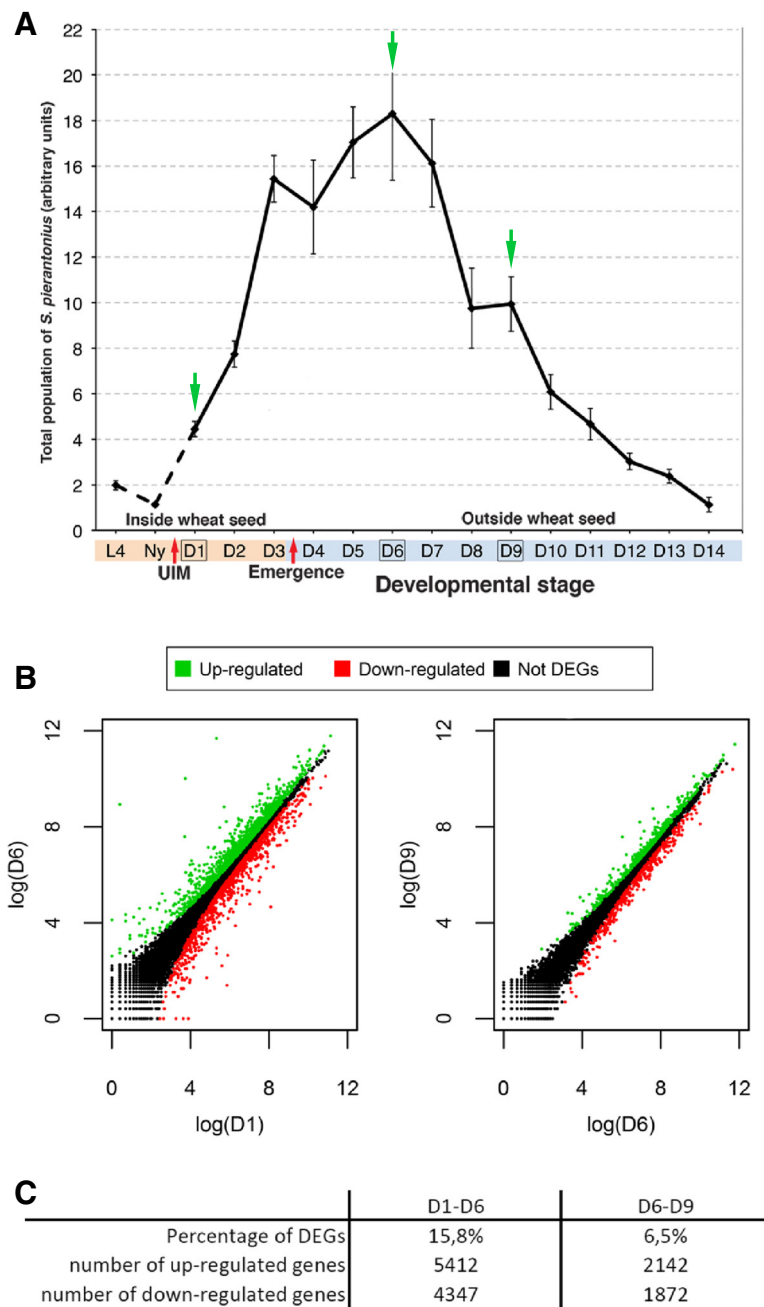 A
Total population of S. pierantonius (arbitrary units)
22
20
18
16
14
12
10
8
6
4
2
0
Inside wheat seed
Outside wheat seed
L4 Ny D1 D2 D3 D4 D5 D6 D7 D8 D9 D10 D11 D12 D13 D14
UIM
Emergence
Developmental stage
B
Up-regulated Down-regulated Not DEGs
log(D6)
12
8
4
0
0 4 8 12
log(D1)
log(D9)
12
8
4
0
0 4 8 12
log(D6)
C
D1-D6 D6-D9
Percentage of DEGs 15,8% 6,5%
number of up-regulated genes 5412 2142
number of down-regulated genes 4347 1872